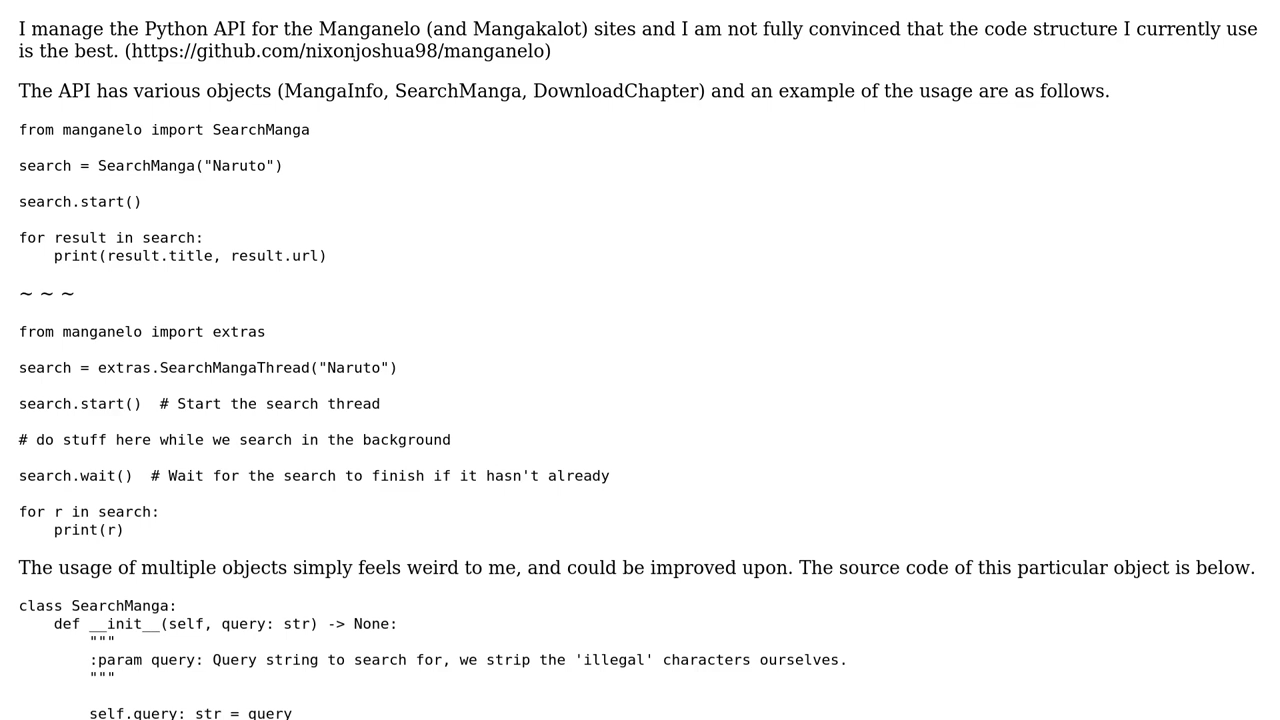 I manage the Python API for the Manganelo (and Mangakalot) sites and I am not fully convinced that the code structure I currently use
is the best. (https://github.com/nixonjoshua98/manganelo)
The API has various objects (MangaInfo, SearchManga, DownloadChapter) and an example of the usage are as follows.
from manganelo import SearchManga
search = SearchManga("Naruto")
search.start()
for result in search:
    print(result.title, result.url)
~ ~ ~
from manganelo import extras
search = extras.SearchMangaThread("Naruto")
search.start()  # Start the search thread
# do stuff here while we search in the background
search.wait()  # Wait for the search to finish if it hasn't already
for r in search:
    print(r)
The usage of multiple objects simply feels weird to me, and could be improved upon. The source code of this particular object is below.
class SearchManga:
    def __init__(self, query: str) -> None:
        """
        :param query: Query string to search for, we strip the 'illegal' characters ourselves.
        """
        self.query: str = query